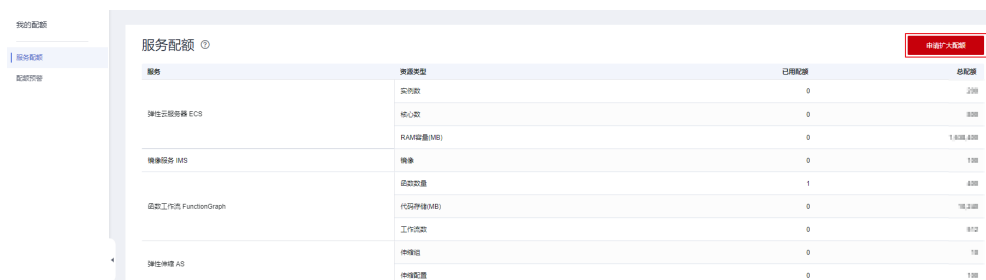 我的配额
服务配额
配额预警
服务配额
申请扩大配额
服务 资源类型 已用配额 总配额
弹性云服务器 ECS
实例数 0
核心数 0
RAM容量(MB) 0
镜像服务 IMS 镜像 0
函数工作流 FunctionGraph
函数数量 1
代码存储(MB) 0
工作流数 0
弹性伸缩 AS
伸缩组 0
伸缩配置 0